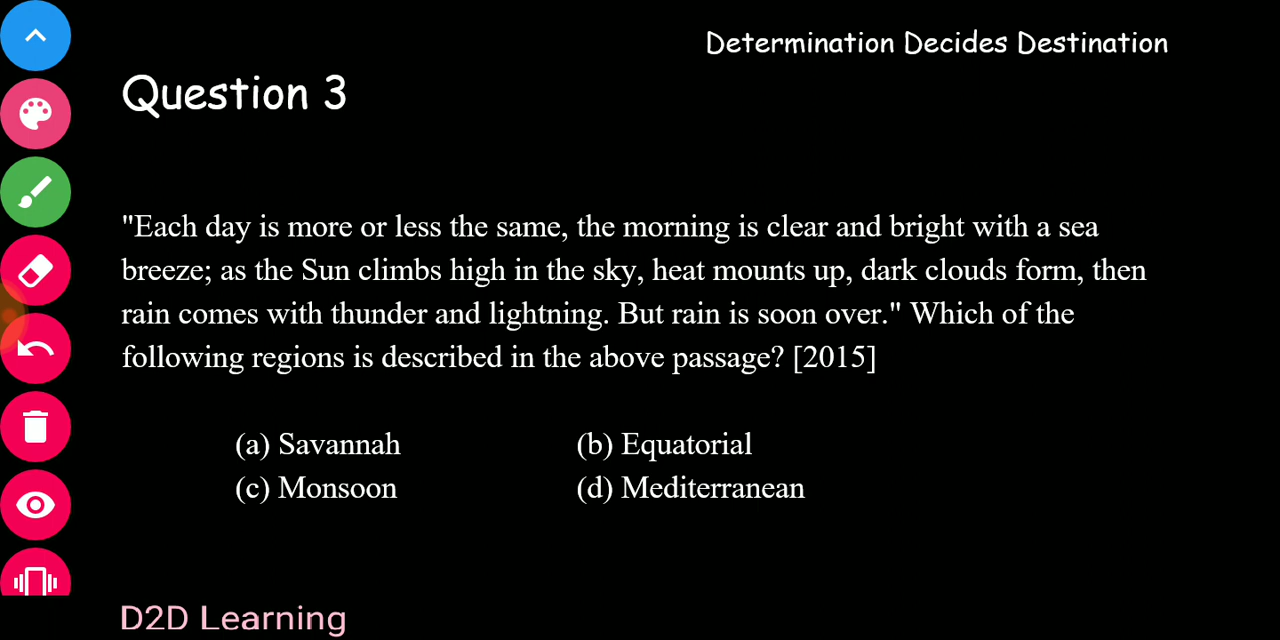 Determination Decides Destination
Question 3
"Each day is more or less the same, the morning is clear and bright with a sea
breeze; as the Sun climbs high in the sky, heat mounts up, dark clouds form, then
rain comes with thunder and lightning. But rain is soon over." Which of the
following regions is described in the above passage? [2015]
(a) Savannah (b) Equatorial
(c) Monsoon (d) Mediterranean
D2D Learning